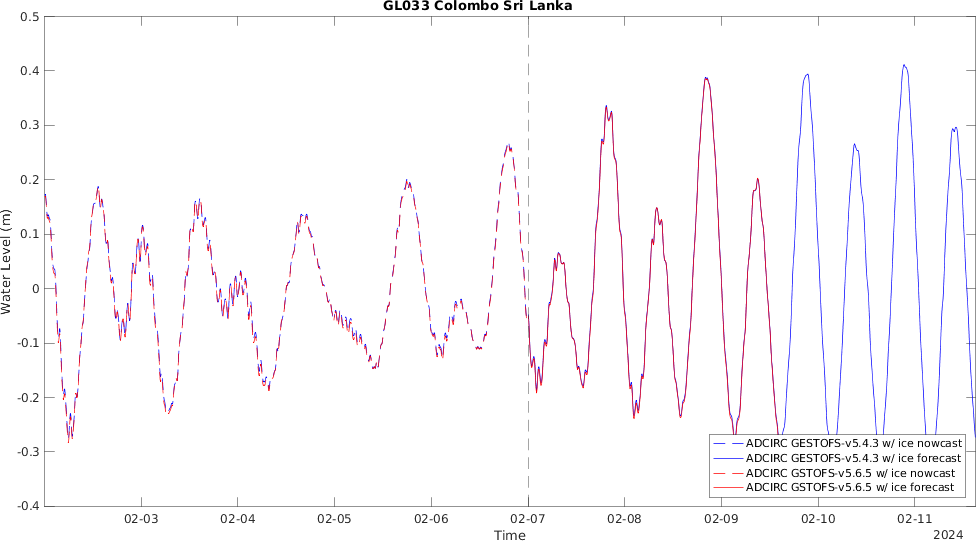 GL033 Colombo Sri Lanka
0.5
0.4
0.3
0.2
0.1
0
-0.1
-0.2
-0.3
-0.4
Water Level (m)
ADCIRC GESTOFS-v5.4.3 w/ ice nowcast
ADCIRC GESTOFS-v5.4.3 w/ ice forecast
ADCIRC GSTOFS-v5.6.5 w/ ice nowcast
ADCIRC GSTOFS-v5.6.5 w/ ice forecast
02-03 02-04 02-05 02-06 02-07 02-08 02-09 02-10 02-11
Time
2024